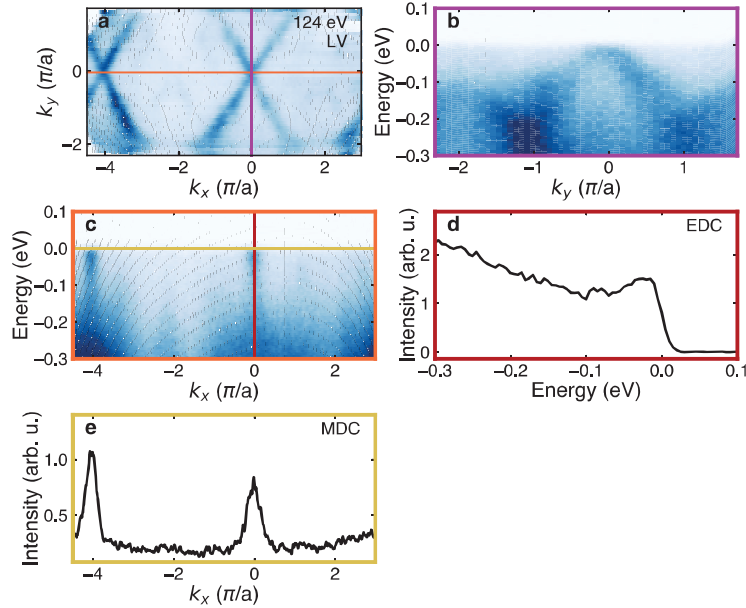 a
124 eV
LV
k_y (π/a)
0
−2
−4
−2
0
2
k_x (π/a)
b
Energy (eV)
0.1
0.0
−0.1
−0.2
−0.3
−2
−1
0
1
k_y (π/a)
c
Energy (eV)
0.1
0.0
−0.1
−0.2
−0.3
−4
−2
0
2
k_x (π/a)
d
EDC
Intensity (arb. u.)
2
1
0
−0.3
−0.2
−0.1
0.0
0.1
Energy (eV)
e
MDC
Intensity (arb. u.)
1.0
0.5
−4
−2
0
2
k_x (π/a)